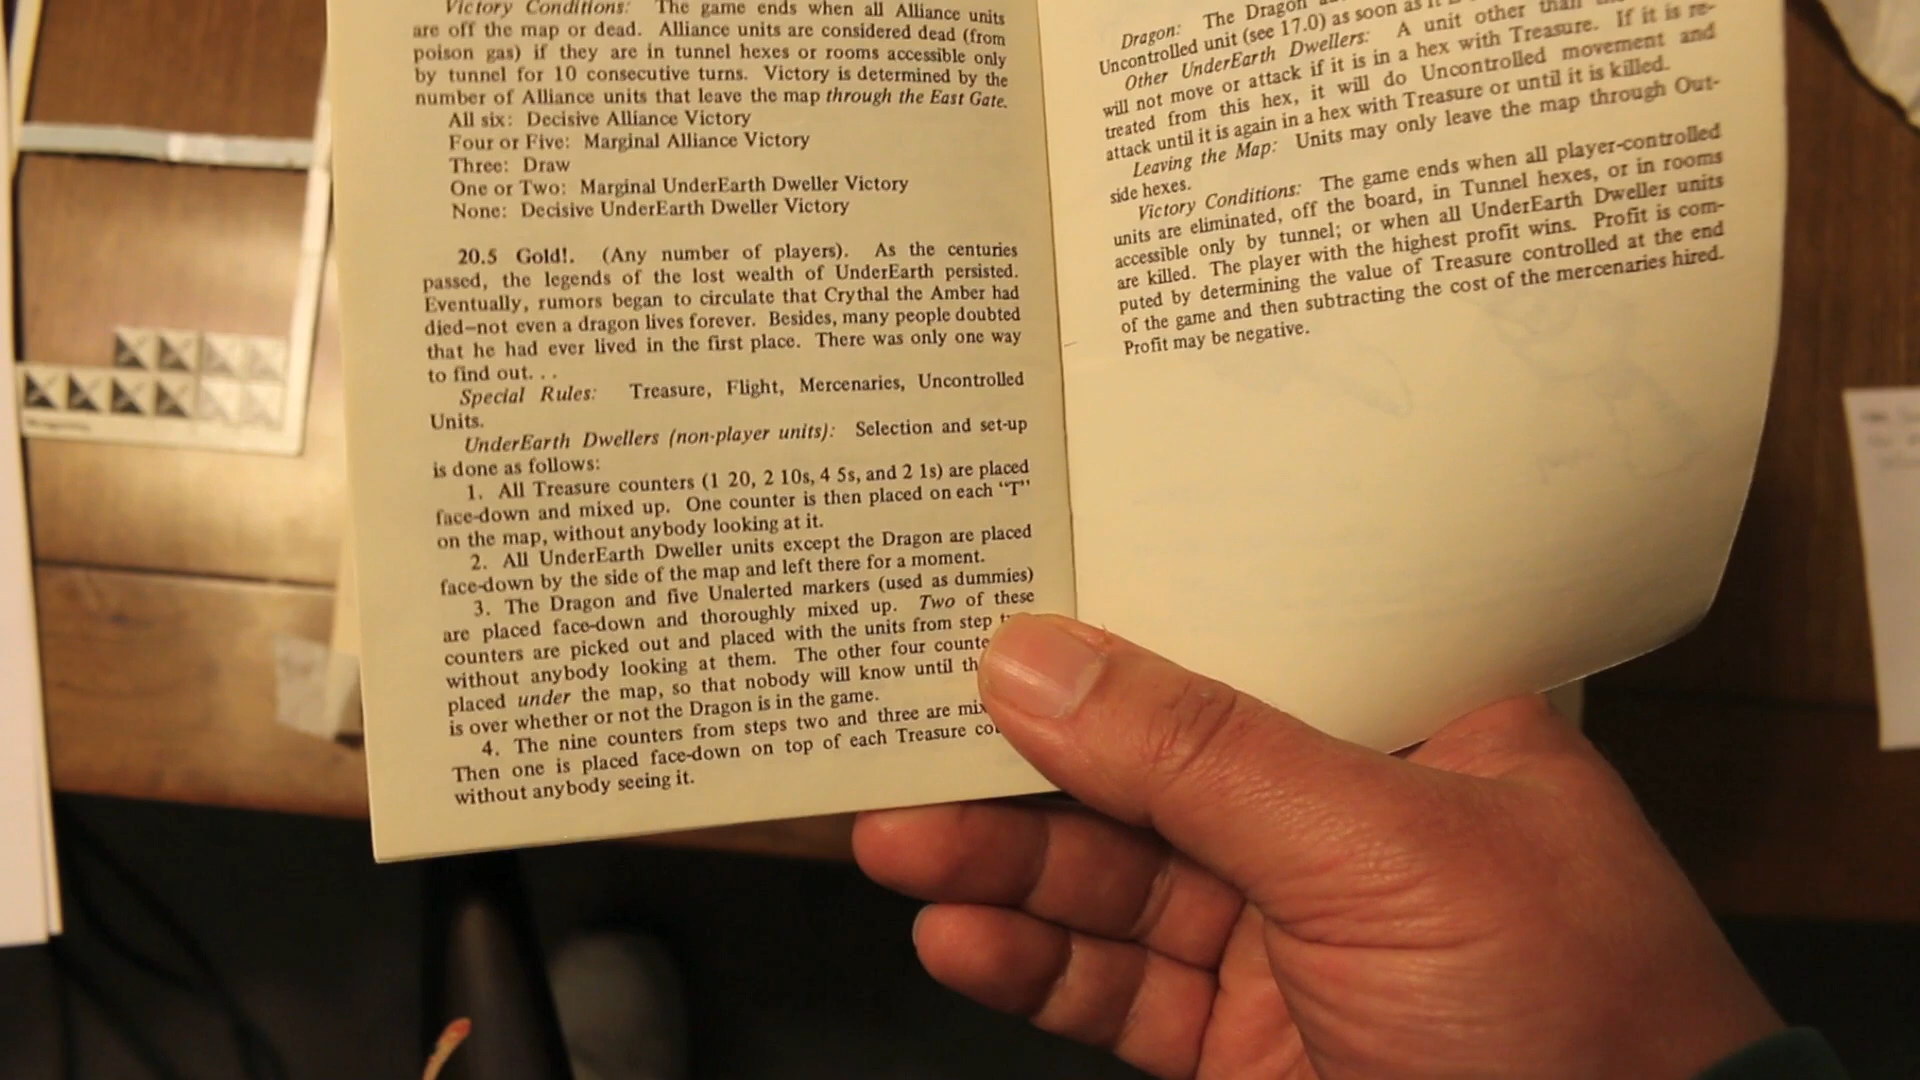 Victory Conditions: The game ends when all Alliance units
are off the map or dead. Alliance units are considered dead (from
poison gas) if they are in tunnel hexes or rooms accessible only
by tunnel for 10 consecutive turns. Victory is determined by the
number of Alliance units that leave the map through the East Gate.
All six: Decisive Alliance Victory
Four or Five: Marginal Alliance Victory
Three: Draw
One or Two: Marginal UnderEarth Dweller Victory
None: Decisive UnderEarth Dweller Victory
20.5 Gold!. (Any number of players). As the centuries
passed, the legends of the lost wealth of UnderEarth persisted.
Eventually, rumors began to circulate that Crythal the Amber had
died—not even a dragon lives forever. Besides, many people doubted
that he had ever lived in the first place. There was only one way
to find out. . .
Special Rules: Treasure, Flight, Mercenaries, Uncontrolled
Units.
UnderEarth Dwellers (non-player units): Selection and set-up
is done as follows:
1. All Treasure counters (1 20, 2 10s, 4 5s, and 2 1s) are placed
face-down and mixed up. One counter is then placed on each "T"
on the map, without anybody looking at it.
2. All UnderEarth Dweller units except the Dragon are placed
face-down by the side of the map and left there for a moment.
3. The Dragon and five Unalerted markers (used as dummies)
are placed face-down and thoroughly mixed up. Two of these
counters are picked out and placed with the units from step
without anybody looking at them. The other four
placed under the map, so that nobody will know until
is over whether or not the Dragon is in the game.
4. The nine counters from steps two and three are
Then one is placed face-down on top of each Treasure
without anybody seeing it.
Dragon: The Dragon
Uncontrolled unit (see 17.0) as soon as
Other UnderEarth Dwellers: A unit other than
will not move or attack if it is in a hex with Treasure. If it is re-
treated from this hex, it will do Uncontrolled movement and
attack until it is again in a hex with Treasure or until it is killed.
Leaving the Map: Units may only leave the map through Out-
side hexes.
Victory Conditions: The game ends when all player-controlled
units are eliminated, off the board, in Tunnel hexes, or in rooms
accessible only by tunnel; or when all UnderEarth Dweller units
are killed. The player with the highest profit wins. Profit is com-
puted by determining the value of Treasure controlled at the end
of the game and then subtracting the cost of the mercenaries hired.
Profit may be negative.